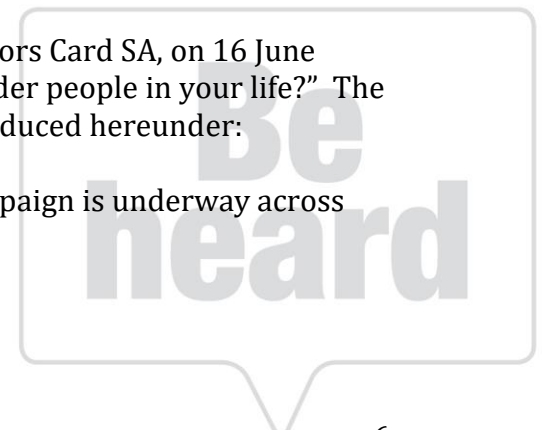 ors Card SA, on 16 June
der people in your life?” The
duced hereunder:
paign is underway across
Be
heard